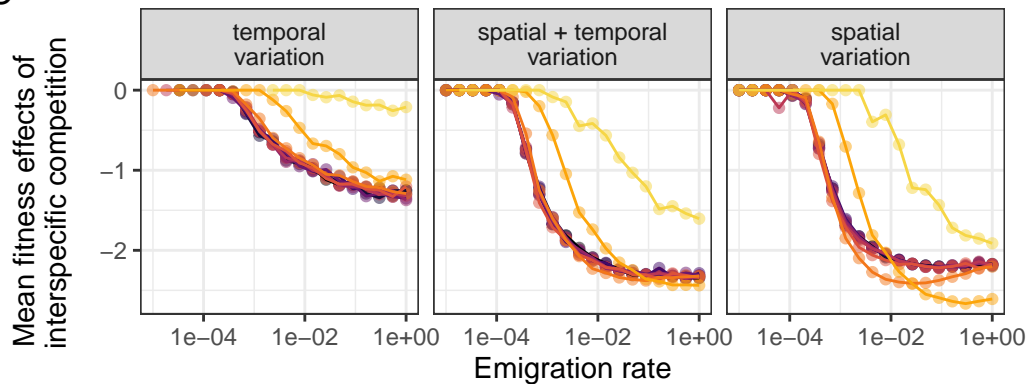 temporal
variation
spatial + temporal
variation
spatial
variation
Mean fitness effects of
interspecific competition
0
−1
−2
1e−04 1e−02 1e+00 1e−04 1e−02 1e+00 1e−04 1e−02 1e+00
Emigration rate